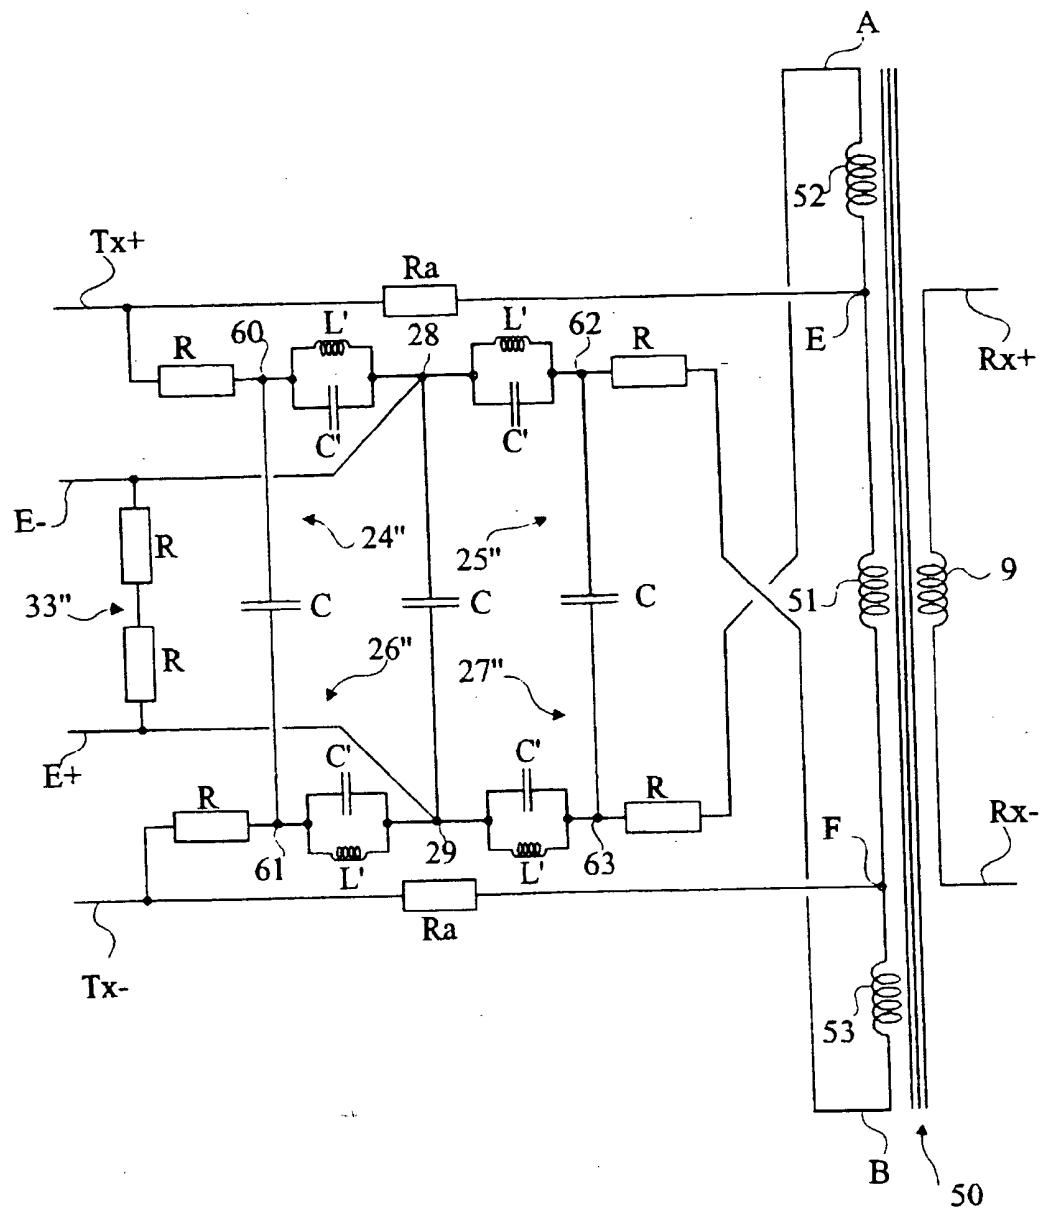 A
52
Tx+
Ra
E
Rx+
60
L'
28
L'
62
R
R
C'
C'
E-
24"
25"
R
33"
C
C
C
51
9
R
26"
27"
E+
C'
C'
R
R
61
L'
29
L'
63
F
Rx-
Ra
Tx-
53
B
50